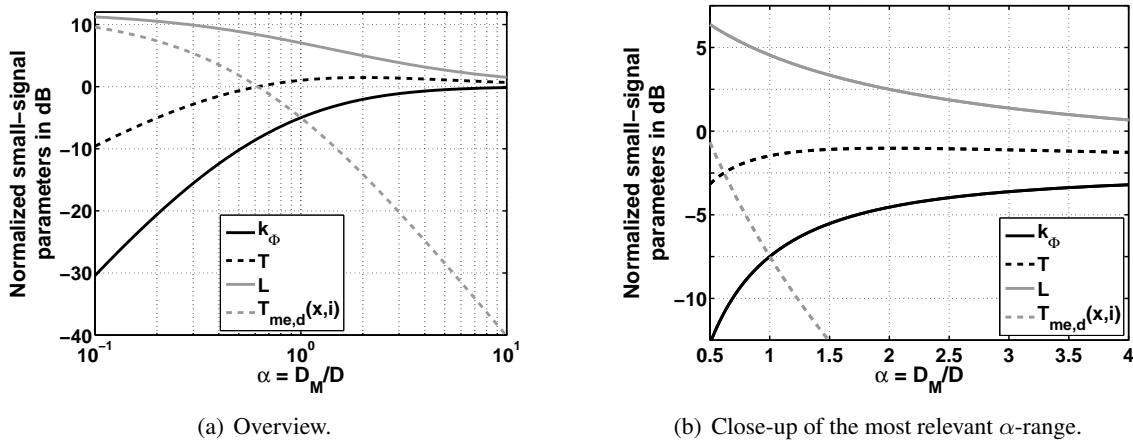 Normalized small−signal
parameters in dB
10
0
−10
−20
−30
−40
k_Φ
T
L
T_me,d(x,i)
10^−1
10^0
10^1
α = D_M/D
(a) Overview.
Normalized small−signal
parameters in dB
5
0
−5
−10
k_Φ
T
L
T_me,d(x,i)
0.5
1
1.5
2
2.5
3
3.5
4
α = D_M/D
(b) Close-up of the most relevant α-range.